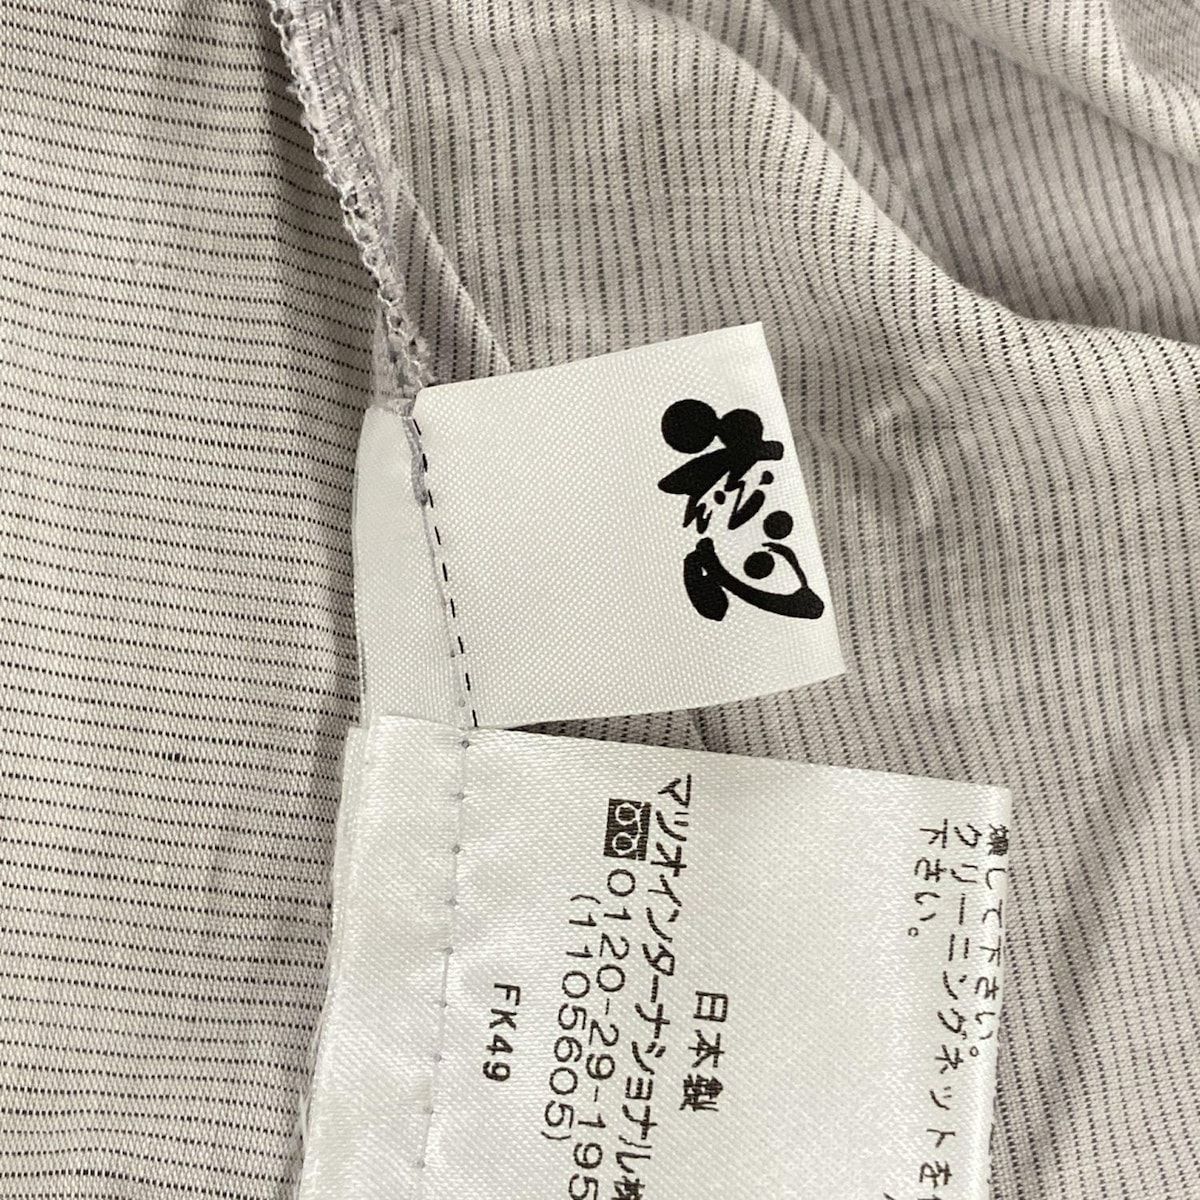 燥して下さい。
クリーニングネットを
下さい。
日本製
マツオインターナショナル
0120-29-195
(1105605)
FK49